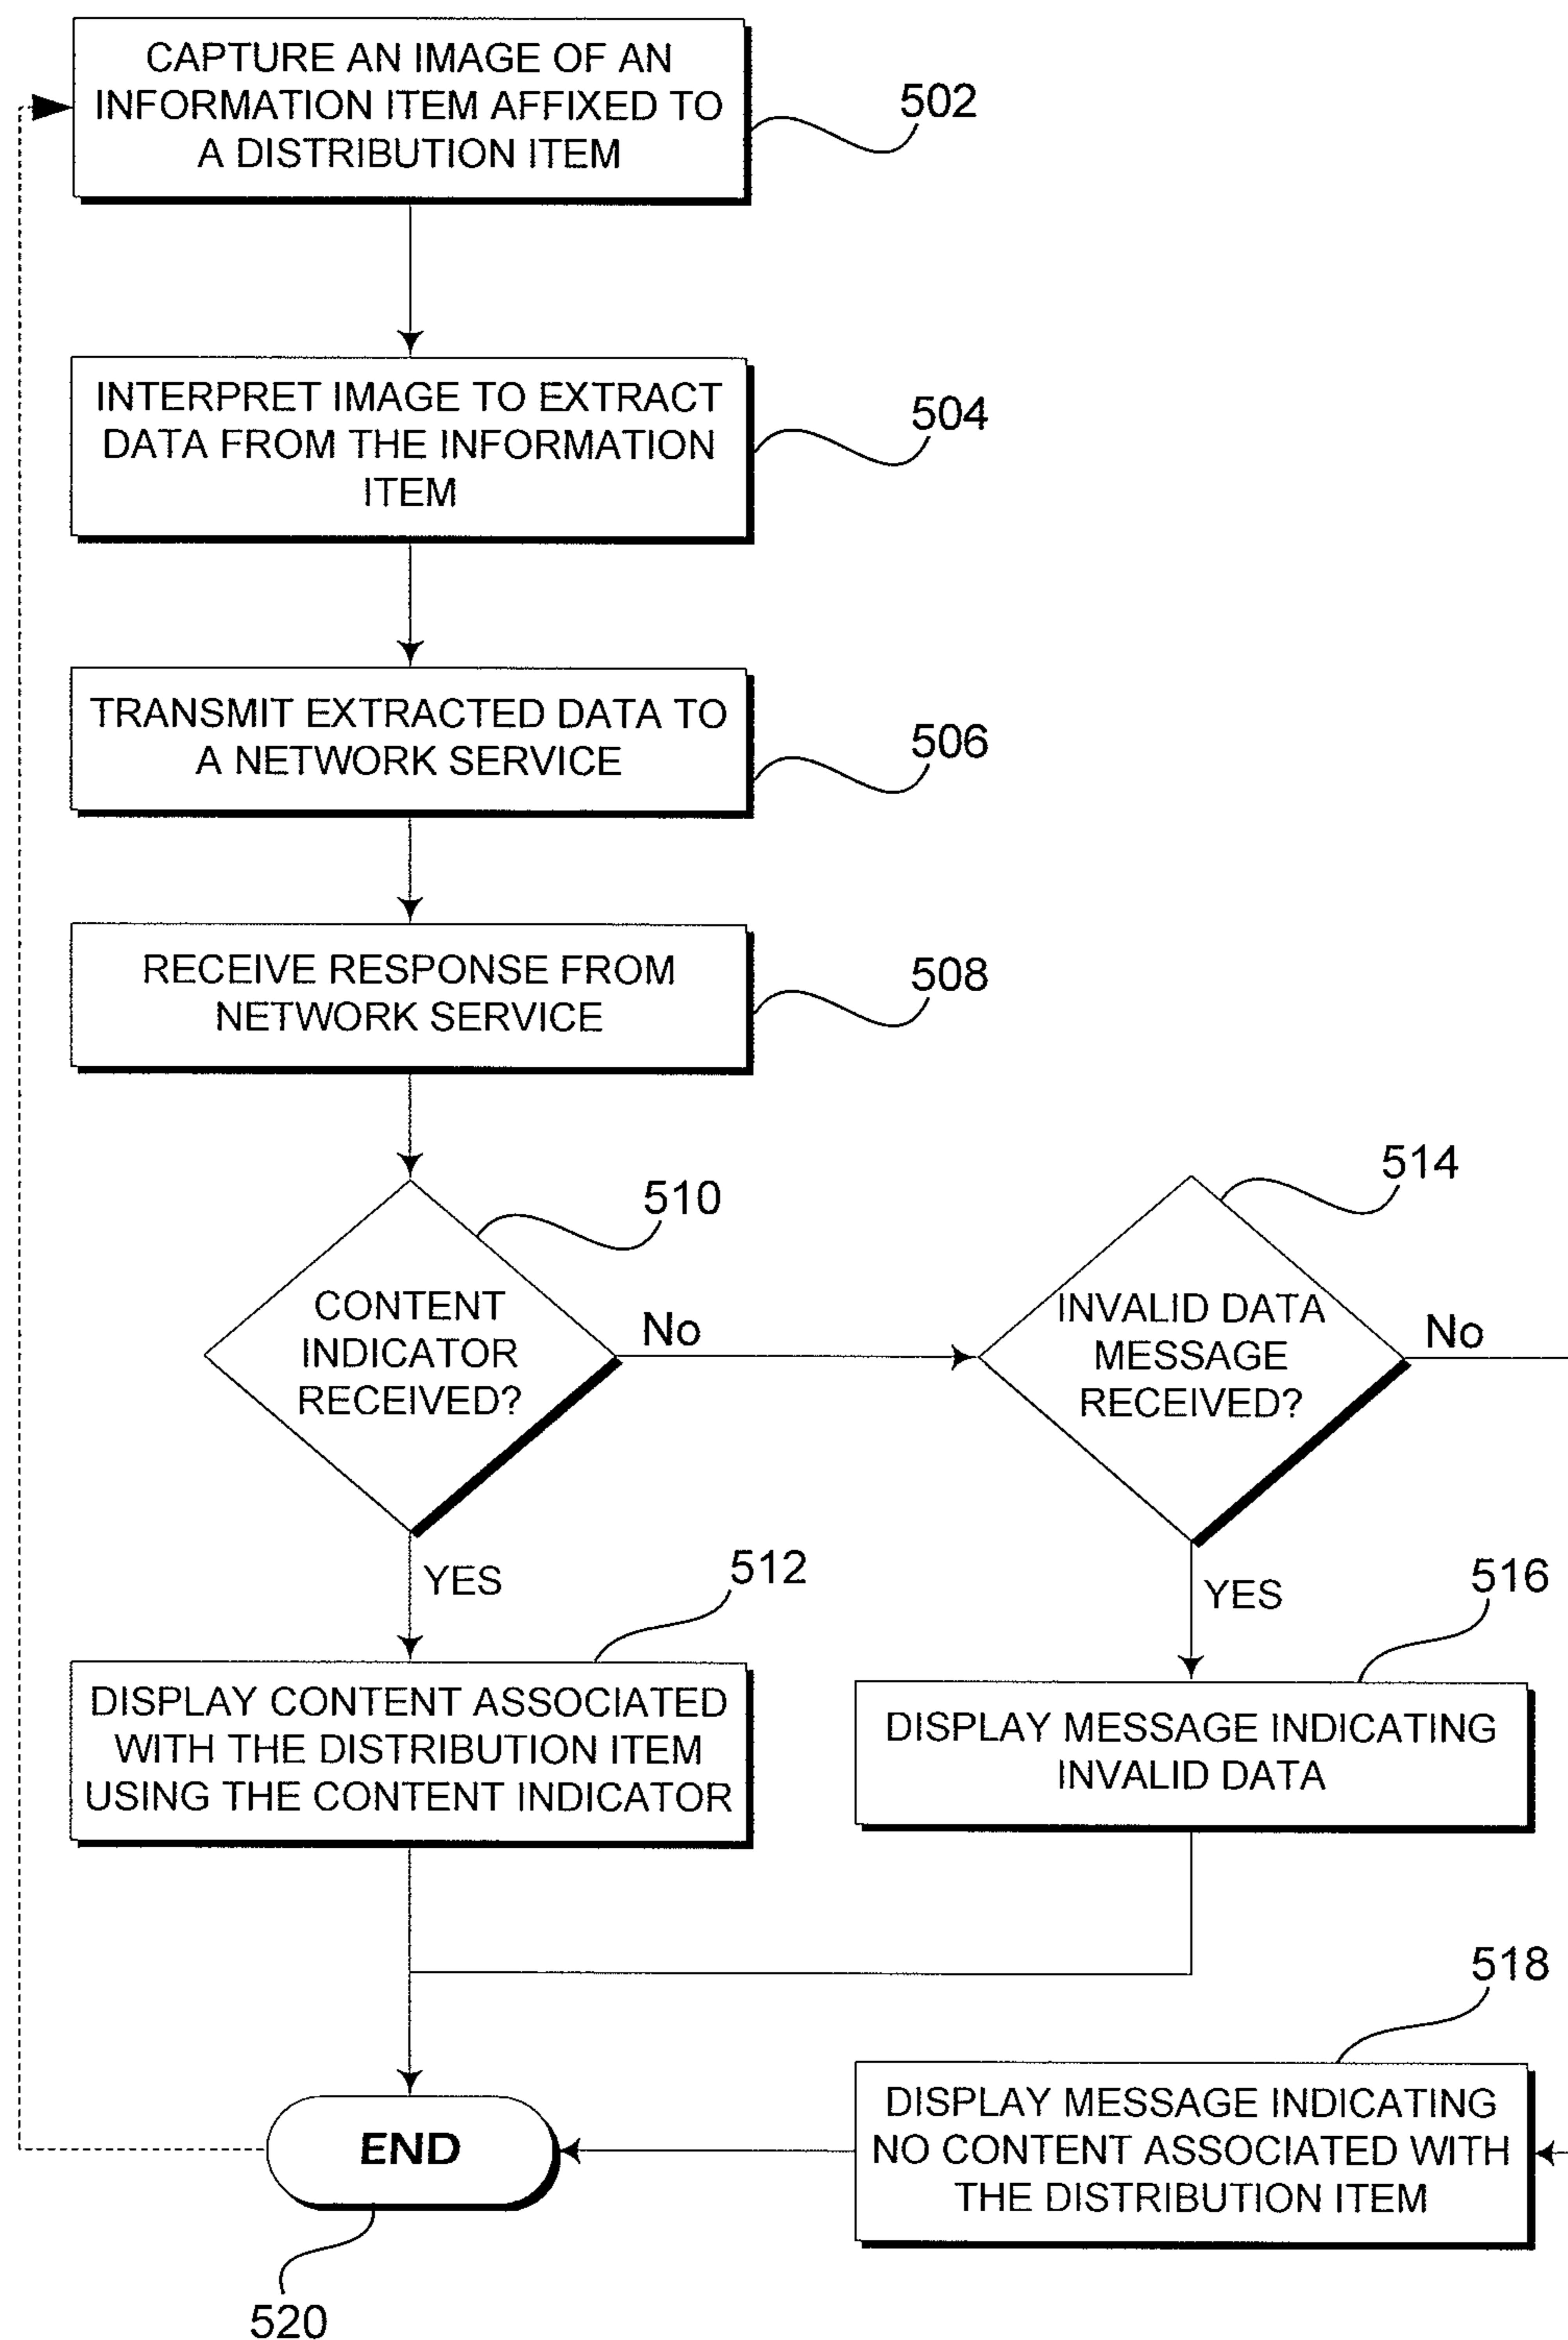 CAPTURE AN IMAGE OF AN
INFORMATION ITEM AFFIXED TO
A DISTRIBUTION ITEM
502
INTERPRET IMAGE TO EXTRACT
DATA FROM THE INFORMATION
ITEM
504
TRANSMIT EXTRACTED DATA TO
A NETWORK SERVICE
506
RECEIVE RESPONSE FROM
NETWORK SERVICE
508
CONTENT
INDICATOR
RECEIVED?
510
No
INVALID DATA
MESSAGE
RECEIVED?
514
No
YES
512
DISPLAY CONTENT ASSOCIATED
WITH THE DISTRIBUTION ITEM
USING THE CONTENT INDICATOR
YES
516
DISPLAY MESSAGE INDICATING
INVALID DATA
518
DISPLAY MESSAGE INDICATING
NO CONTENT ASSOCIATED WITH
THE DISTRIBUTION ITEM
END
520